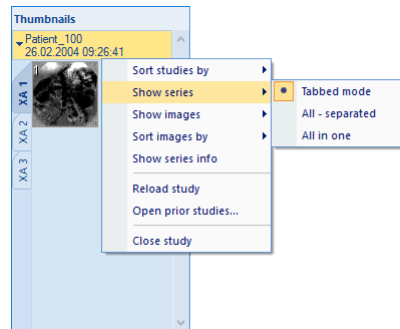 Thumbnails
Patient_100
26.02.2004 09:26:41
XA 1
XA 2
XA 3
1
Sort studies by
Show series
Show images
Sort images by
Show series info
Reload study
Open prior studies...
Close study
Tabbed mode
All - separated
All in one